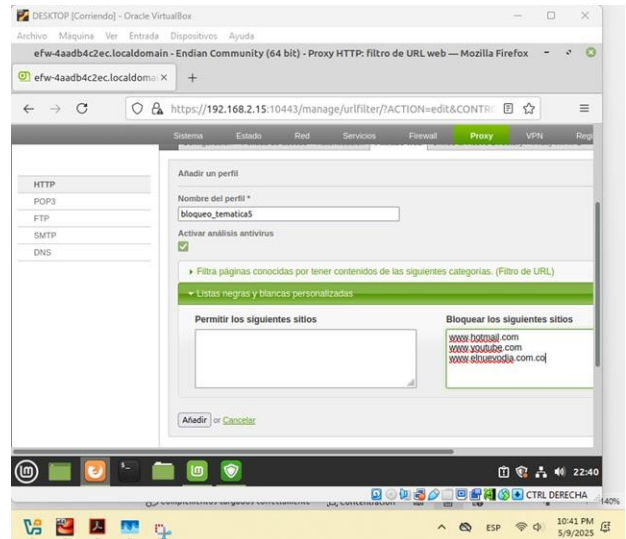 DESKTOP [Corriendo] - Oracle VirtualBox
Archivo Máquina Ver Entrada Dispositivos Ayuda
efw-4aadb4c2ec.localdomain - Endian Community (64 bit) - Proxy HTTP: filtro de URL web — Mozilla Firefox
efw-4aadb4c2ec.localdomai
https://192.168.2.15:10443/manage/urlfilter/?ACTION=edit&CONTR
Sistema Estado Red Servicios Firewall Proxy VPN Regi
HTTP
POP3
FTP
SMTP
DNS
Añadir un perfil
Nombre del perfil *
bloqueo_tematica5
Activar análisis antivirus
Filtra páginas conocidas por tener contenidos de las siguientes categorias. (Filtro de URL)
Listas negras y blancas personalizadas
Permitir los siguientes sitios
Bloquear los siguientes sitios
www.hotmail.com
www.youtube.com
www.elnuevodia.com.co
Añadir or Cancelar
22:40
CTRL DERECHA
140%
ESP
10:41 PM
5/9/2025